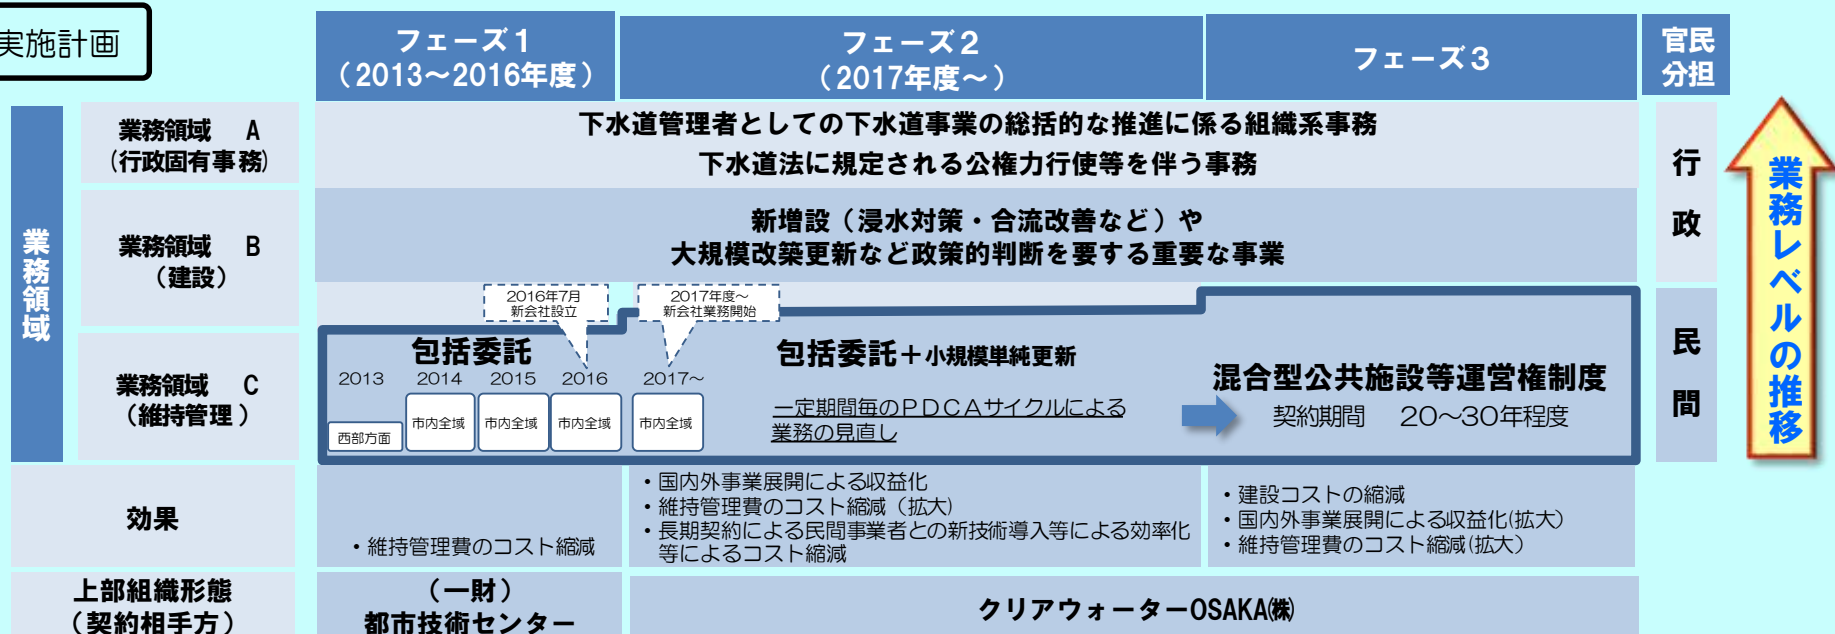 実施計画
フェーズ１
（2013～2016年度）
フェーズ２
（2017年度～）
フェーズ３
官民
分担
業務領域
業務領域　A
(行政固有事務)
下水道管理者としての下水道事業の総括的な推進に係る組織系事務
下水道法に規定される公権力行使等を伴う事務
行政
業務レベルの推移
業務領域　B
（建設）
新増設（浸水対策・合流改善など）や
大規模改築更新など政策的判断を要する重要な事業
2016年7月
新会社設立
2017年度～
新会社業務開始
民間
業務領域　C
（維持管理）
包括委託
2013
2014
2015
2016
2017～
西部方面
市内全域
市内全域
市内全域
市内全域
包括委託＋小規模単純更新
一定期間毎のＰＤＣＡサイクルによる
業務の見直し
混合型公共施設等運営権制度
契約期間　20～30年程度
効果
・維持管理費のコスト縮減
・国内外事業展開による収益化
・維持管理費のコスト縮減（拡大)
・長期契約による民間事業者との新技術導入等による効率化
等によるコスト縮減
・建設コストの縮減
・国内外事業展開による収益化(拡大）
・維持管理費のコスト縮減(拡大）
上部組織形態
（契約相手方）
（一財）
都市技術センター
クリアウォーターOSAKA㈱